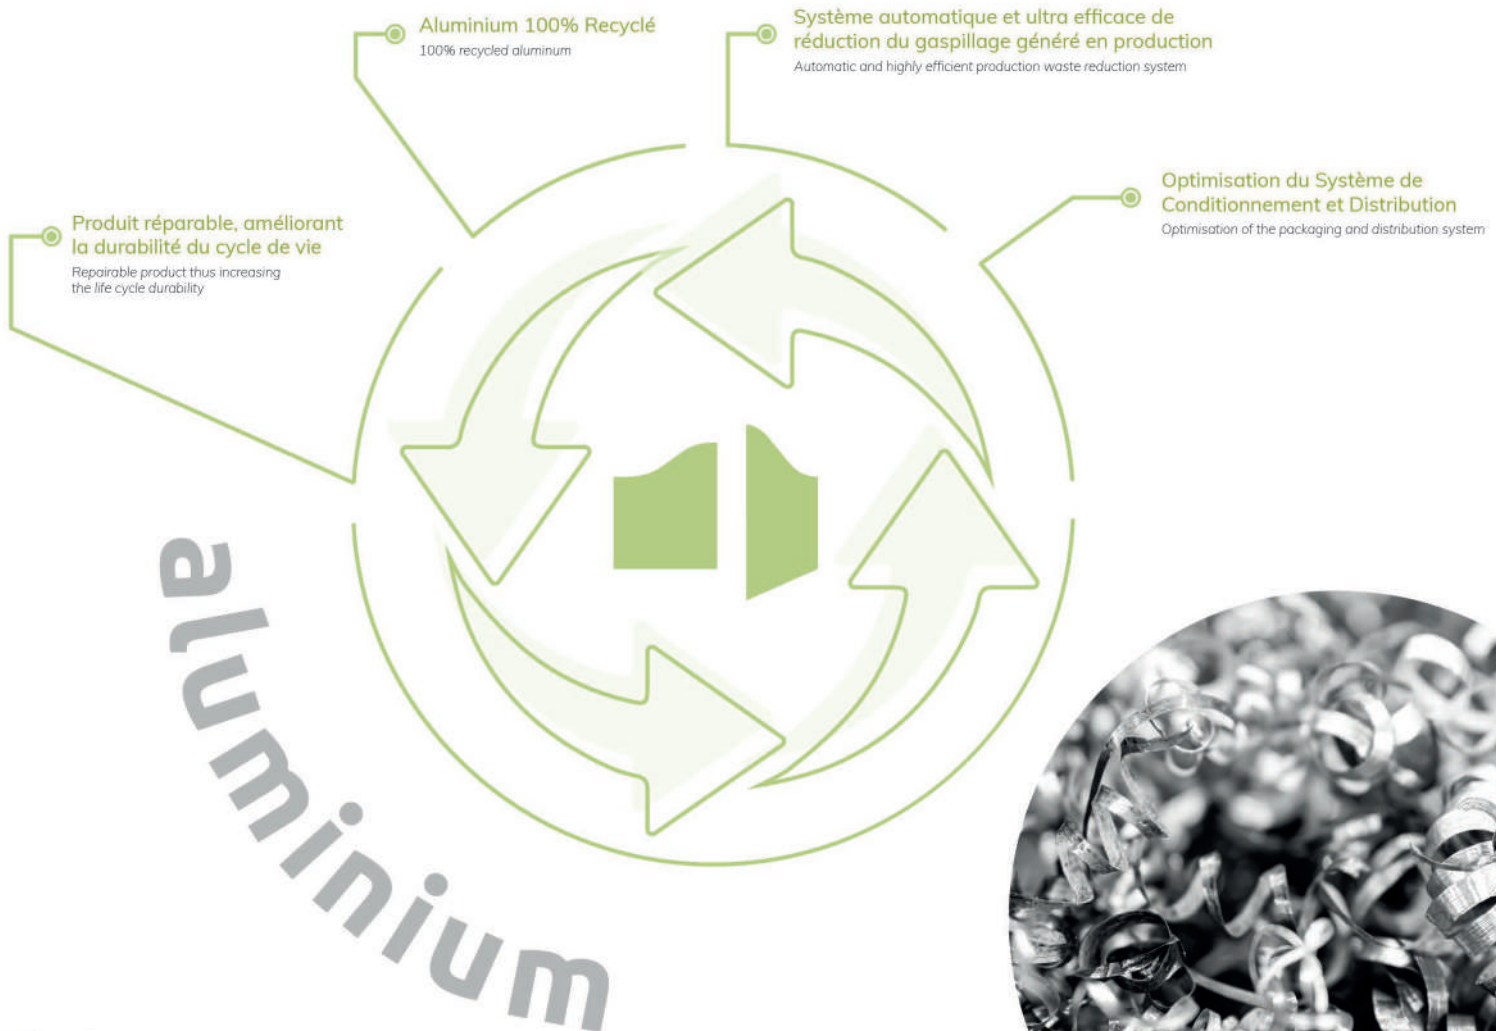 Aluminium 100% Recyclé
100% recycled aluminum
Système automatique et ultra efficace de
réduction du gaspillage généré en production
Automatic and highly efficient production waste reduction system
Optimisation du Système de
Conditionnement et Distribution
Optimisation of the packaging and distribution system
Produit réparable, améliorant
la durabilité du cycle de vie
Repairable product thus increasing
the life cycle durability
aluminium